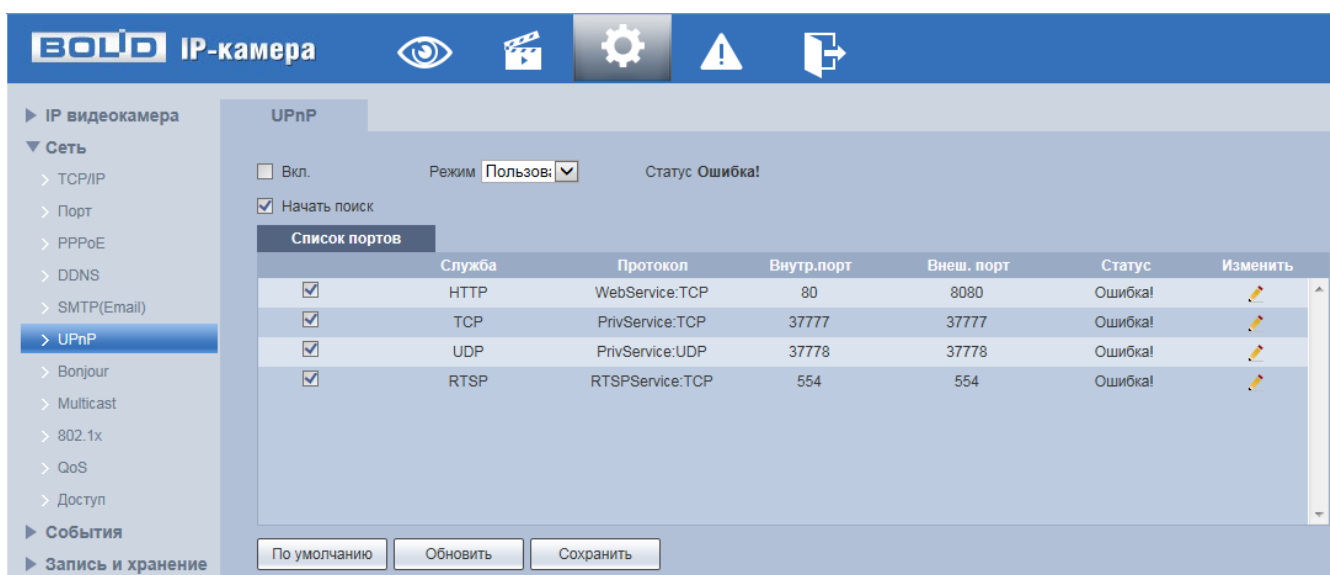 BOLID IP-камера
IP видеокамера
Сеть
TCP/IP
Порт
PPPoE
DDNS
SMTP(Email)
UPnP
Bonjour
Multicast
802.1x
QoS
Доступ
События
Запись и хранение
UPnP
Вкл. Режим Пользова Статус Ошибка!
Начать поиск
Список портов
Служба Протокол Внутр.порт Внеш. порт Статус Изменить
HTTP WebService:TCP 80 8080 Ошибка!
TCP PrivService:TCP 37777 37777 Ошибка!
UDP PrivService:UDP 37778 37778 Ошибка!
RTSP RTSPService:TCP 554 554 Ошибка!
По умолчанию Обновить Сохранить